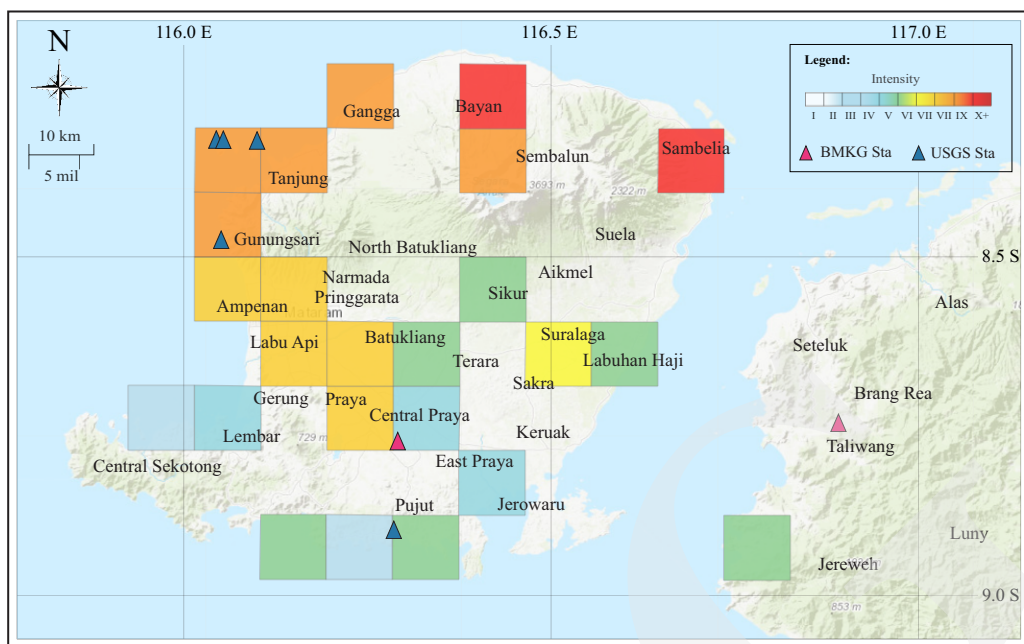 116.0 E
116.5 E
117.0 E
N
10 km
5 mil
Legend:
Intensity
I II III IV V VI VII VII IX X+
BMKG Sta
USGS Sta
Gangga
Bayan
Tanjung
Sembalun
Sambelia
3693 m
2322 m
Gunungsari
North Batukliang
Suela
8.5 S
Narmada
Pringgarata
Aikmel
Ampenan
Sikur
Alas
Labu Api
Batukliang
Suralaga
Seteluk
Terara
Labuhan Haji
Sakra
Brang Rea
Gerung
Praya
Central Praya
Lembar
729 m
Keruak
Taliwang
Central Sekotong
East Praya
Pujut
Jerowaru
Luny
Jereweh
9.0 S
853 m